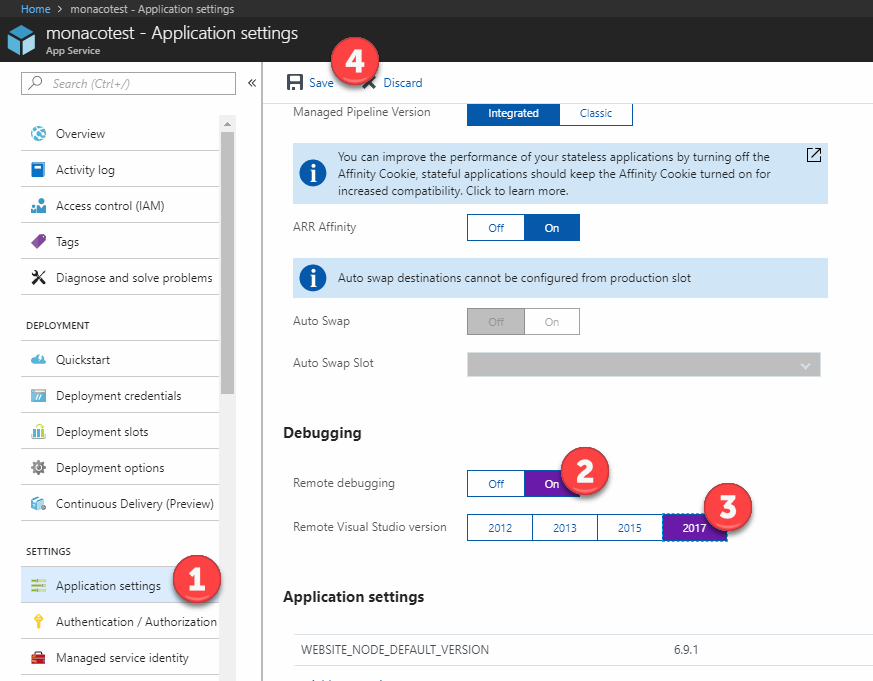 Home > monacotest - Application settings
monacotest - Application settings
App Service
Search (Ctrl+/)
«
Overview
Activity log
Access control (IAM)
Tags
Diagnose and solve problems
DEPLOYMENT
Quickstart
Deployment credentials
Deployment slots
Deployment options
Continuous Delivery (Preview)
SETTINGS
Application settings
1
Authentication / Authorization
Managed service identity
Save
4
Discard
Managed Pipeline Version
Integrated
Classic
You can improve the performance of your stateless applications by turning off the
Affinity Cookie, stateful applications should keep the Affinity Cookie turned on for
increased compatibility. Click to learn more.
ARR Affinity
Off
On
Auto swap destinations cannot be configured from production slot
Auto Swap
Off
On
Auto Swap Slot
Debugging
Remote debugging
Off
On
2
Remote Visual Studio version
2012
2013
2015
2017
3
Application settings
WEBSITE_NODE_DEFAULT_VERSION
6.9.1